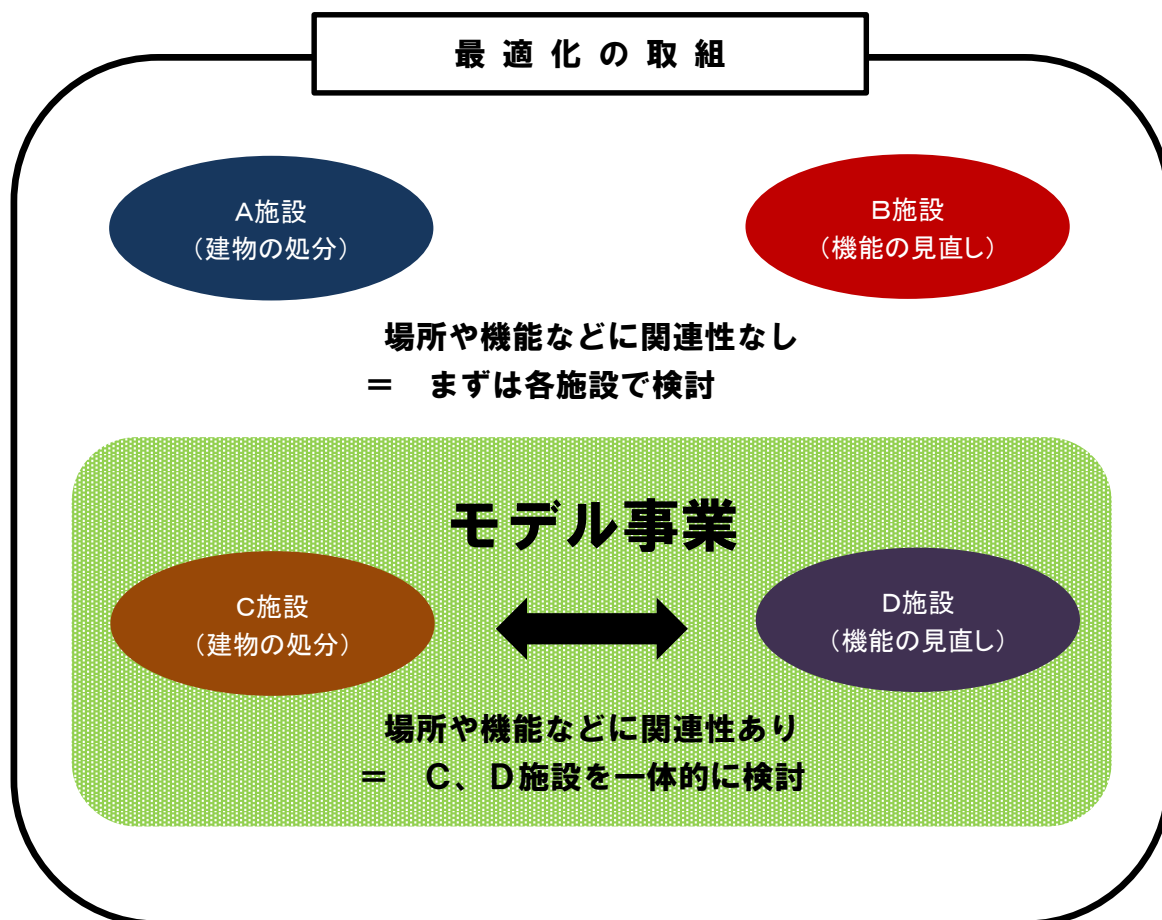 最適化の取組
A施設
（建物の処分）
B施設
（機能の見直し）
場所や機能などに関連性なし
＝　まずは各施設で検討
モデル事業
C施設
（建物の処分）
D施設
（機能の見直し）
場所や機能などに関連性あり
＝　C、D施設を一体的に検討